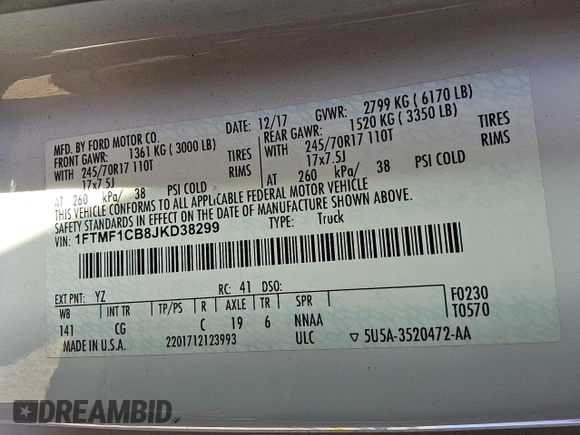 MFD. BY FORD MOTOR CO.
DATE: 12/17 GVWR: 2799 KG ( 6170 LB)
FRONT GAWR: 1361 KG ( 3000 LB) REAR GAWR: 1520 KG ( 3350 LB)
WITH 245/70R17 110T TIRES 245/70R17 110T TIRES
17x7.5J RIMS 17x7.5J RIMS
AT 260 kPa/ 38 PSI COLD AT 260 kPa/ 38 PSI COLD
THIS VEHICLE CONFORMS TO ALL APPLICABLE FEDERAL MOTOR VEHICLE
SAFETY STANDARDS IN EFFECT ON THE DATE OF MANUFACTURE SHOWN ABOVE.
VIN: 1FTMF1CB8JKD38299 TYPE: Truck
EXT PNT: YZ RC: 41 DSO:
WB INT TR TP/PS R AXLE TR SPR F0230
141 CG C 19 6 NNAA T0570
MADE IN U.S.A. 2201712123993 ULC ▽ 5U5A-3520472-AA
DREAMBID.COM